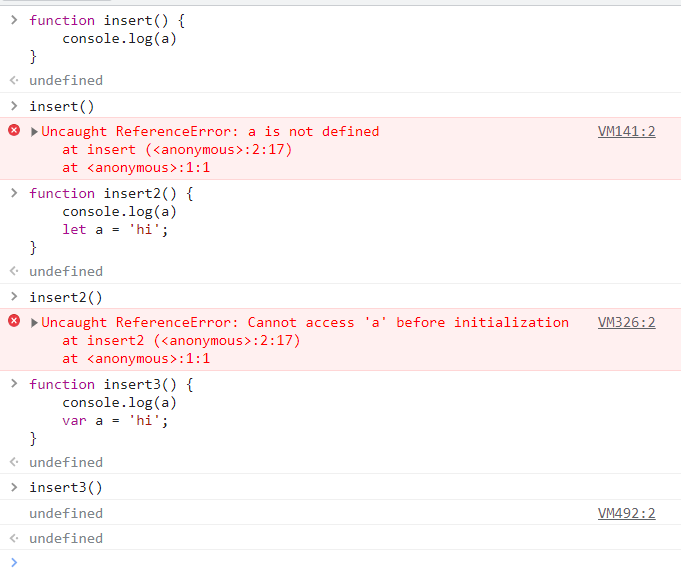 > function insert() {
console.log(a)
}
<· undefined
> insert()
▶Uncaught ReferenceError: a is not defined VM141:2
at insert (<anonymous>:2:17)
at <anonymous>:1:1
> function insert2() {
console.log(a)
let a = 'hi';
}
<· undefined
> insert2()
▶Uncaught ReferenceError: Cannot access 'a' before initialization VM326:2
at insert2 (<anonymous>:2:17)
at <anonymous>:1:1
> function insert3() {
console.log(a)
var a = 'hi';
}
<· undefined
> insert3()
undefined VM492:2
<· undefined
>